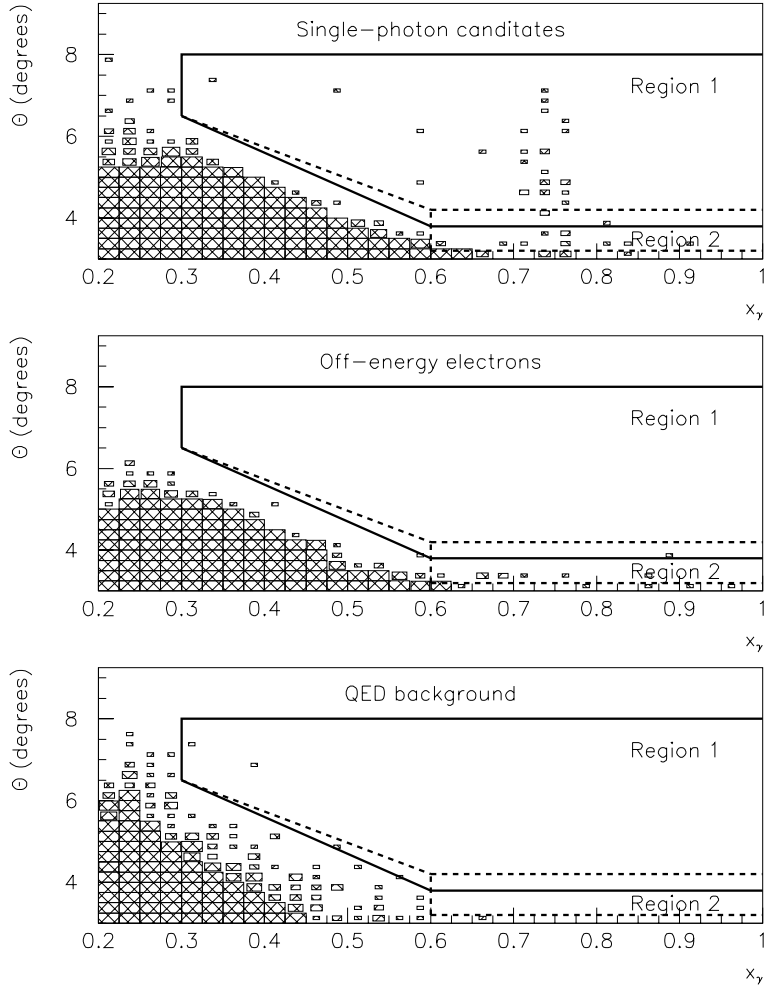 Single-photon canditates
Θ (degrees)
8
6
4
Region 1
Region 2
0.2 0.3 0.4 0.5 0.6 0.7 0.8 0.9 1
xγ
Off-energy electrons
Θ (degrees)
8
6
4
Region 1
Region 2
0.2 0.3 0.4 0.5 0.6 0.7 0.8 0.9 1
xγ
QED background
Θ (degrees)
8
6
4
Region 1
Region 2
0.2 0.3 0.4 0.5 0.6 0.7 0.8 0.9 1
xγ